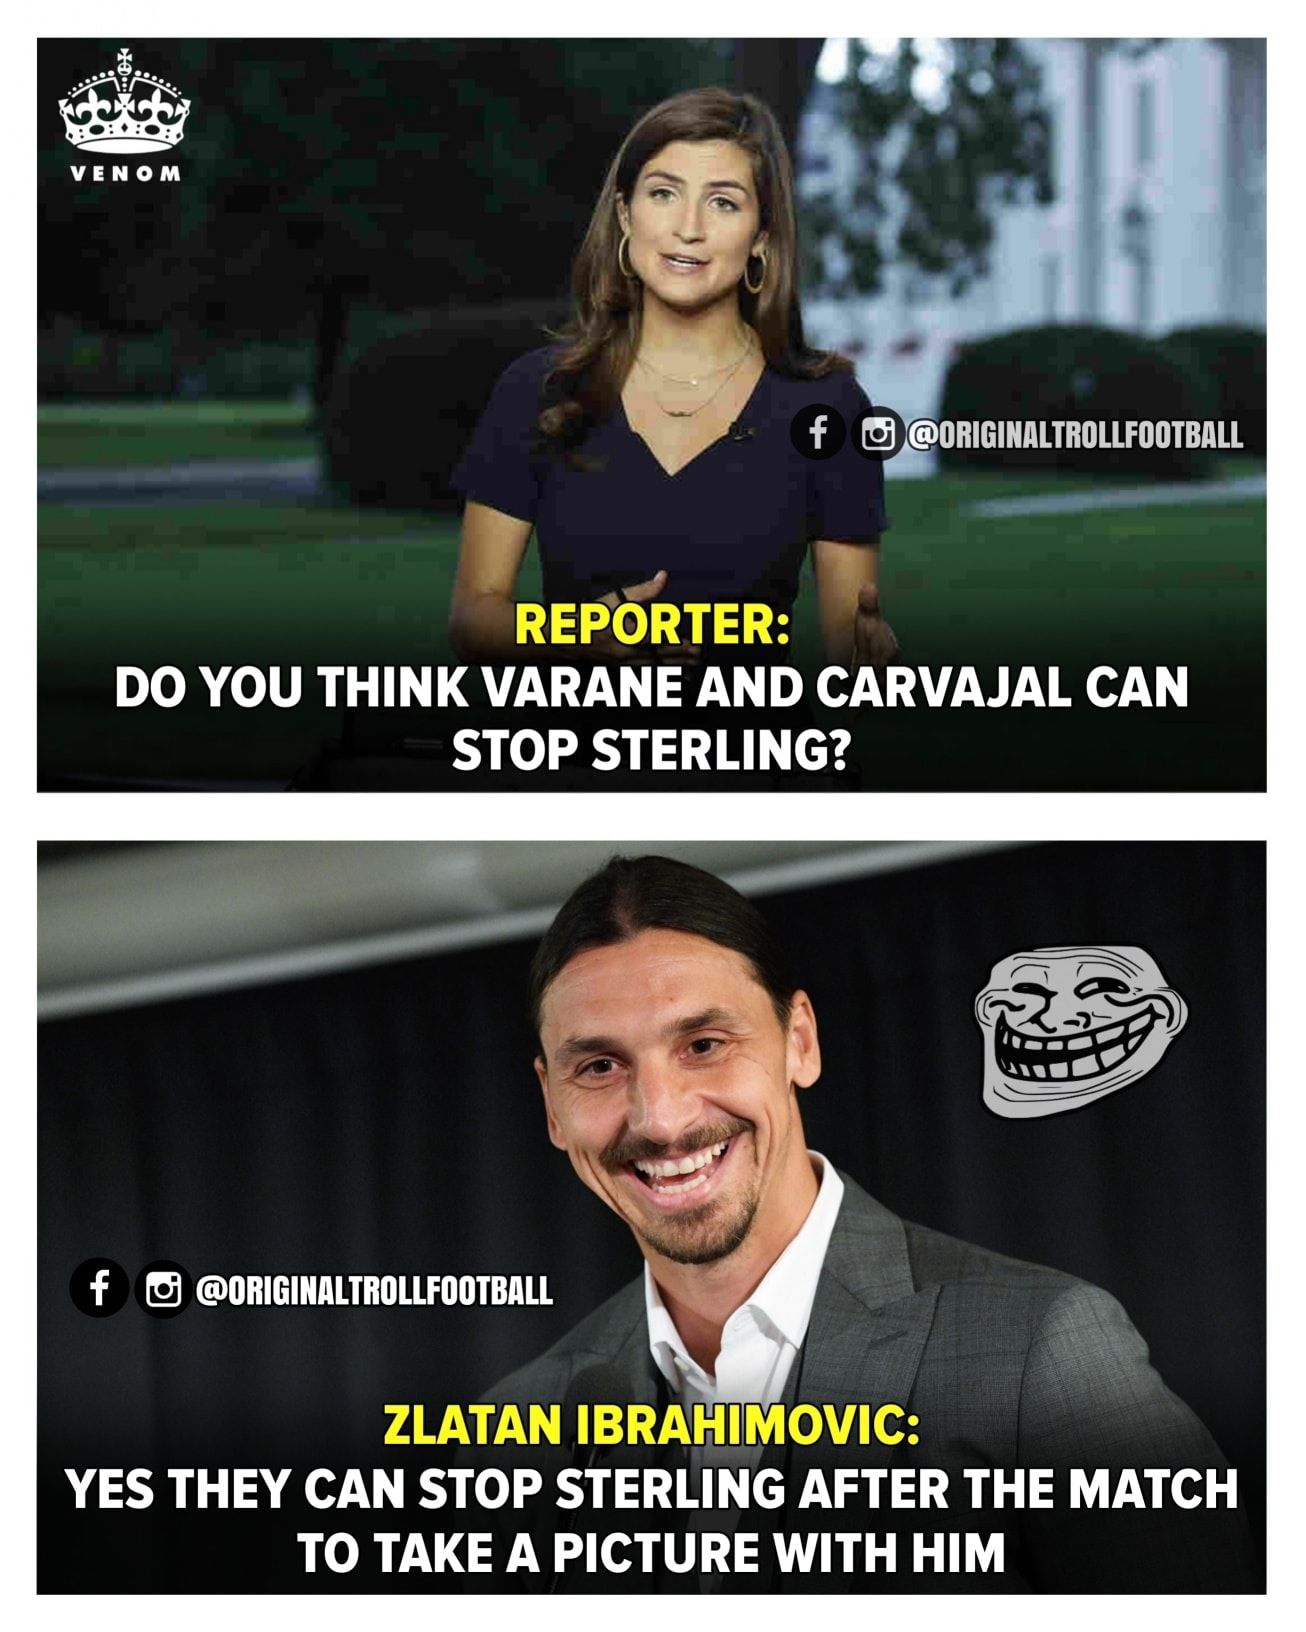 VENOM
@ORIGINALTROLLFOOTBALL
REPORTER:
DO YOU THINK VARANE AND CARVAJAL CAN
STOP STERLING?
@ORIGINALTROLLFOOTBALL
ZLATAN IBRAHIMOVIC:
YES THEY CAN STOP STERLING AFTER THE MATCH
TO TAKE A PICTURE WITH HIM